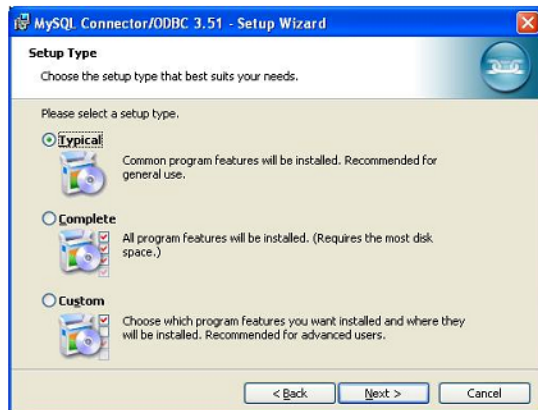 MySQL Connector/ODBC 3.51 - Setup Wizard
Setup Type
Choose the setup type that best suits your needs.
Please select a setup type.
Typical
Common program features will be installed. Recommended for
general use.
Complete
All program features will be installed. (Requires the most disk
space.)
Custom
Choose which program features you want installed and where they
will be installed. Recommended for advanced users.
< Back
Next >
Cancel